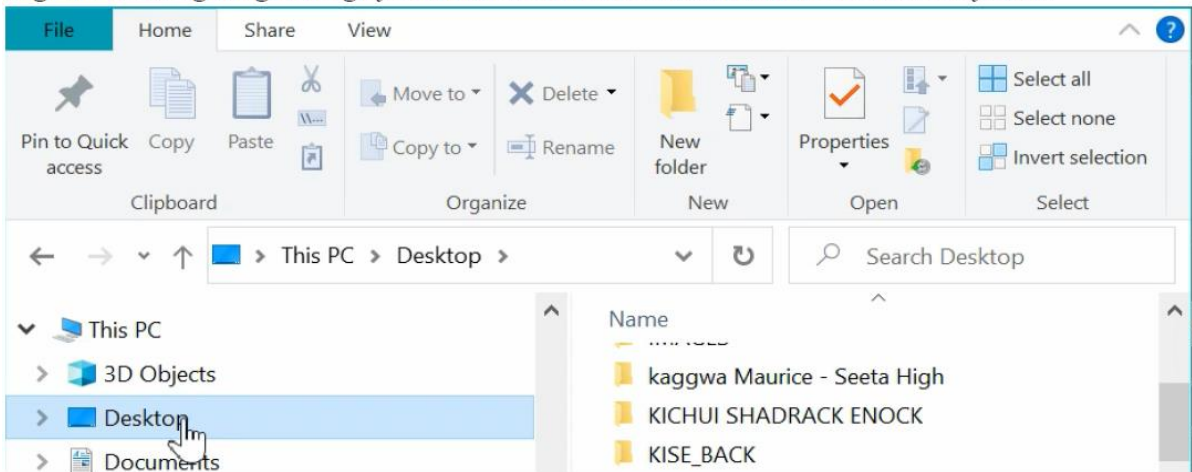 File Home Share View
Pin to Quick access
Copy
Paste
Move to
Copy to
Delete
Rename
New folder
Properties
Select all
Select none
Invert selection
Clipboard Organize New Open Select
This PC > Desktop >
Search Desktop
This PC
3D Objects
Desktop
Documents
Name
kaggwa Maurice - Seeta High
KICHUI SHADRACK ENOCK
KISE_BACK